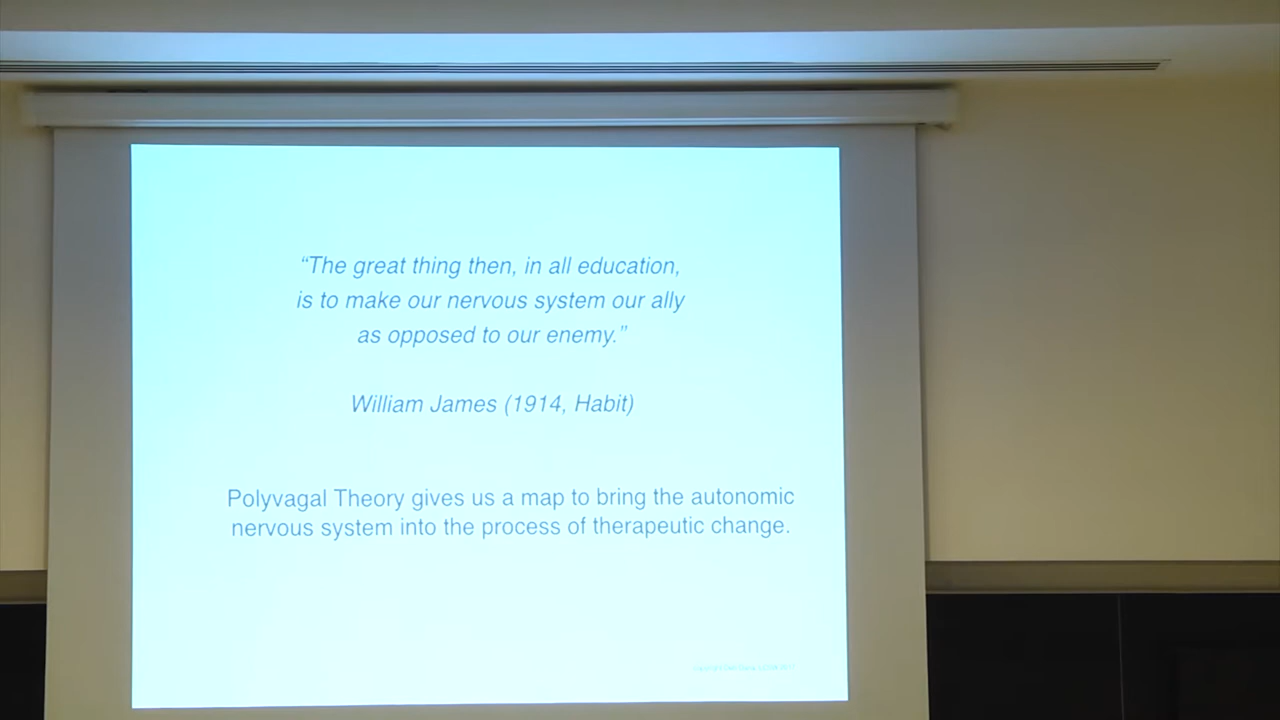 “The great thing then, in all education,
is to make our nervous system our ally
as opposed to our enemy.”
William James (1914, Habit)
Polyvagal Theory gives us a map to bring the autonomic
nervous system into the process of therapeutic change.